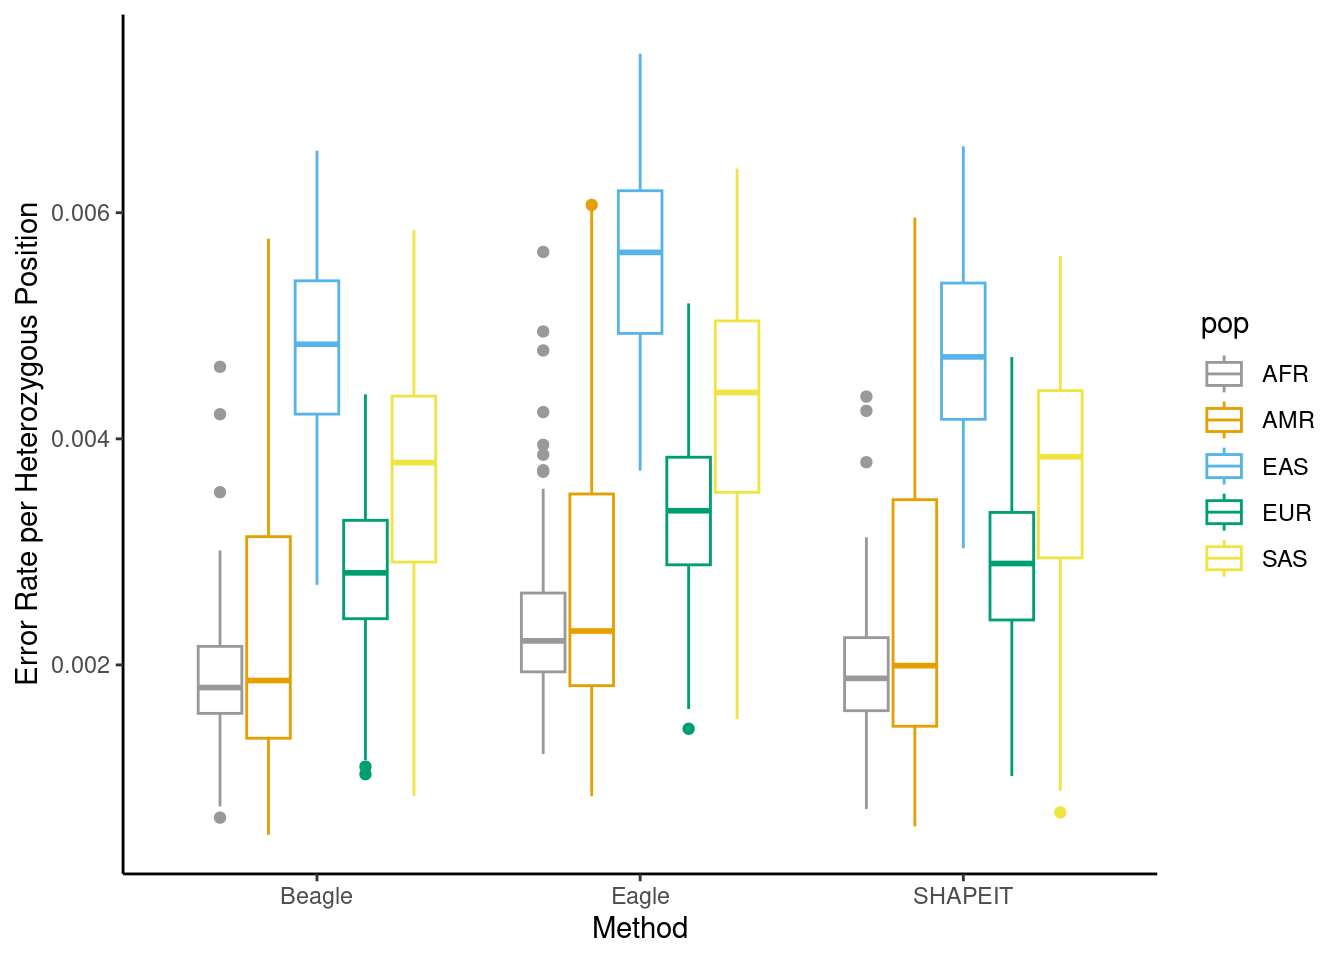 Error Rate per Heterozygous Position
0.006
0.004
0.002
Beagle
Eagle
SHAPEIT
Method
pop
AFR
AMR
EAS
EUR
SAS